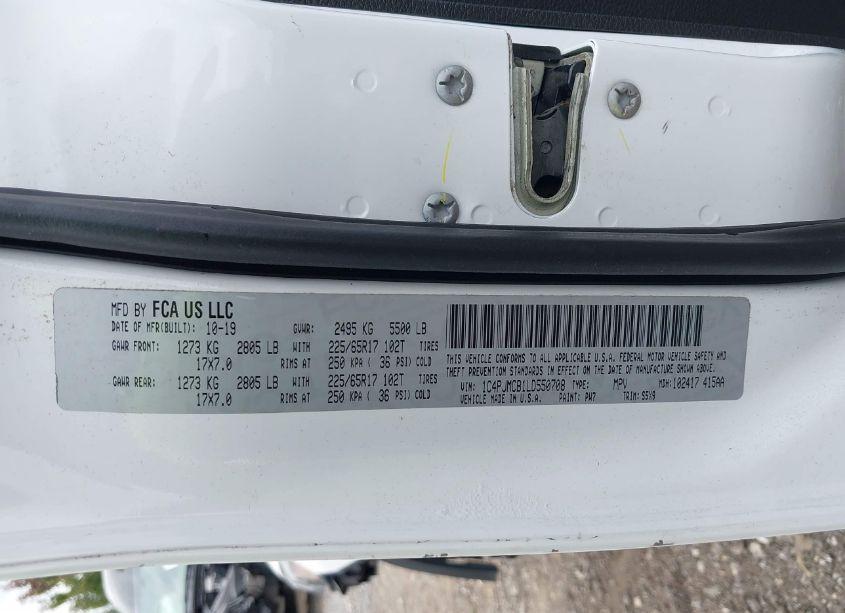 MFD BY FCA US LLC
DATE OF MFR(BUILT): 10-19 GVWR: 2495 KG 5500 LB
GAWR FRONT: 1273 KG 2805 LB WITH 225/65R17 102T TIRES
17X7.0 RIMS AT 250 KPA ( 36 PSI) COLD
GAWR REAR: 1273 KG 2805 LB WITH 225/65R17 102T TIRES
17X7.0 RIMS AT 250 KPA ( 36 PSI) COLD
THIS VEHICLE CONFORMS TO ALL APPLICABLE U.S.A. FEDERAL MOTOR VEHICLE SAFETY AND
THEFT PREVENTION STANDARDS IN EFFECT ON THE DATE OF MANUFACTURE SHOWN ABOVE.
VIN: 1C4PJMCB1LD550708 TYPE: MPV MDH: 102417 415AA
VEHICLE MADE IN U.S.A. PAINT: PW7 TRIM: S5X9